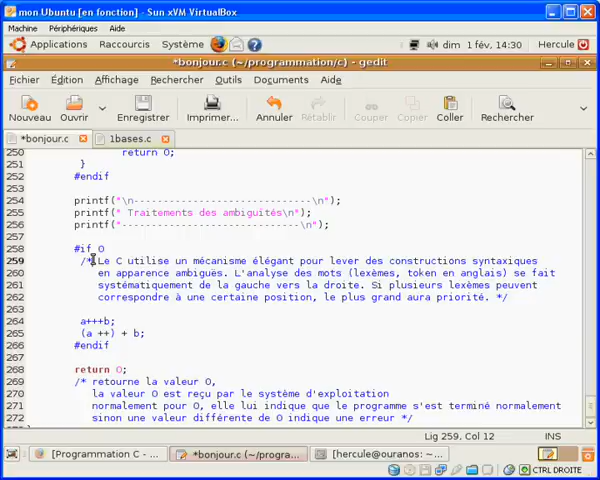 mon Ubuntu [en fonction] - Sun xVM VirtualBox
Machine Périphériques Aide
Applications Raccourcis Système dim 1 fév, 14:30 Hercule
*bonjour.c (~/programmation/c) - gedit
Fichier Édition Affichage Rechercher Outils Documents Aide
Nouveau Ouvrir Enregistrer Imprimer... Annuler Rétablir Couper Copier Coller Rechercher
*bonjour.c 1bases.c
250 return 0;
251 }
252 #endif
253
254 printf("\n------------------------------\n");
255 printf(" Traitements des ambiguïtés\n");
256 printf("------------------------------\n");
257
258 #if 0
259 /* Le C utilise un mécanisme élégant pour lever des constructions syntaxiques
260 en apparence ambiguës. L'analyse des mots (lexèmes, token en anglais) se fait
261 systématiquement de la gauche vers la droite. Si plusieurs lexèmes peuvent
262 correspondre à une certaine position, le plus grand aura priorité. */
263
264 a+++b;
265 (a ++) + b;
266 #endif
267
268 return 0;
269 /* retourne la valeur 0,
270 la valeur 0 est reçu par le système d'exploitation
271 normalement pour 0, elle lui indique que le programme s'est terminé normalement
272 sinon une valeur différente de 0 indique une erreur */
Lig 259, Col 12 INS
[Programmation C - ... *bonjour.c (~/progra... [hercule@ouranos: ~...
CTRL DROITE